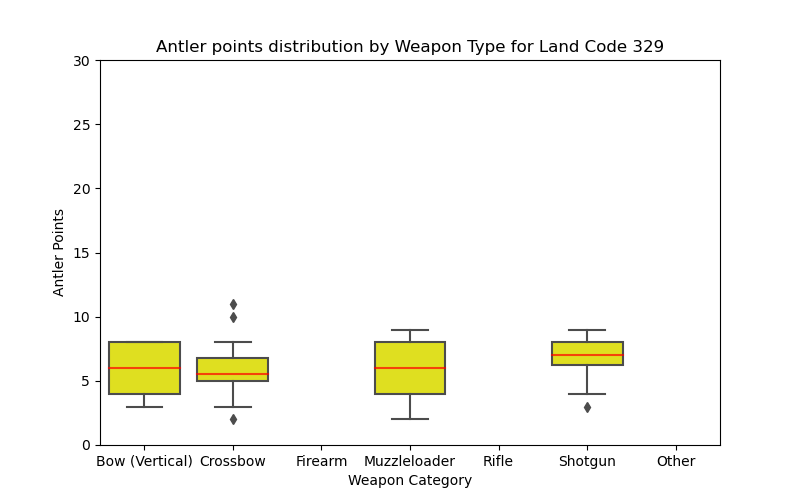 Antler points distribution by Weapon Type for Land Code 329
30
25
20
15
10
5
0
Antler Points
Bow (Vertical) Crossbow Firearm Muzzleloader Rifle Shotgun Other
Weapon Category